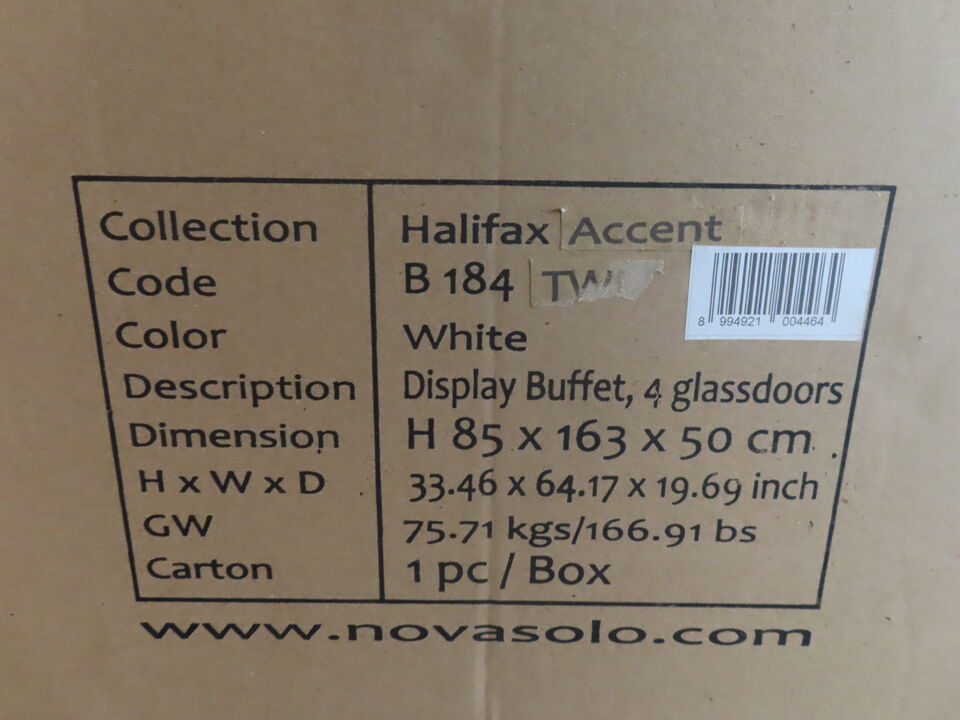 Collection Halifax Accent
Code B 184
Color White
Description Display Buffet, 4 glassdoors
Dimension H 85 x 163 x 50 cm
H x W x D 33.46 x 64.17 x 19.69 inch
GW 75.71 kgs/166.91 bs
Carton 1 pc / Box
8 994921 004464
www.novasolo.com